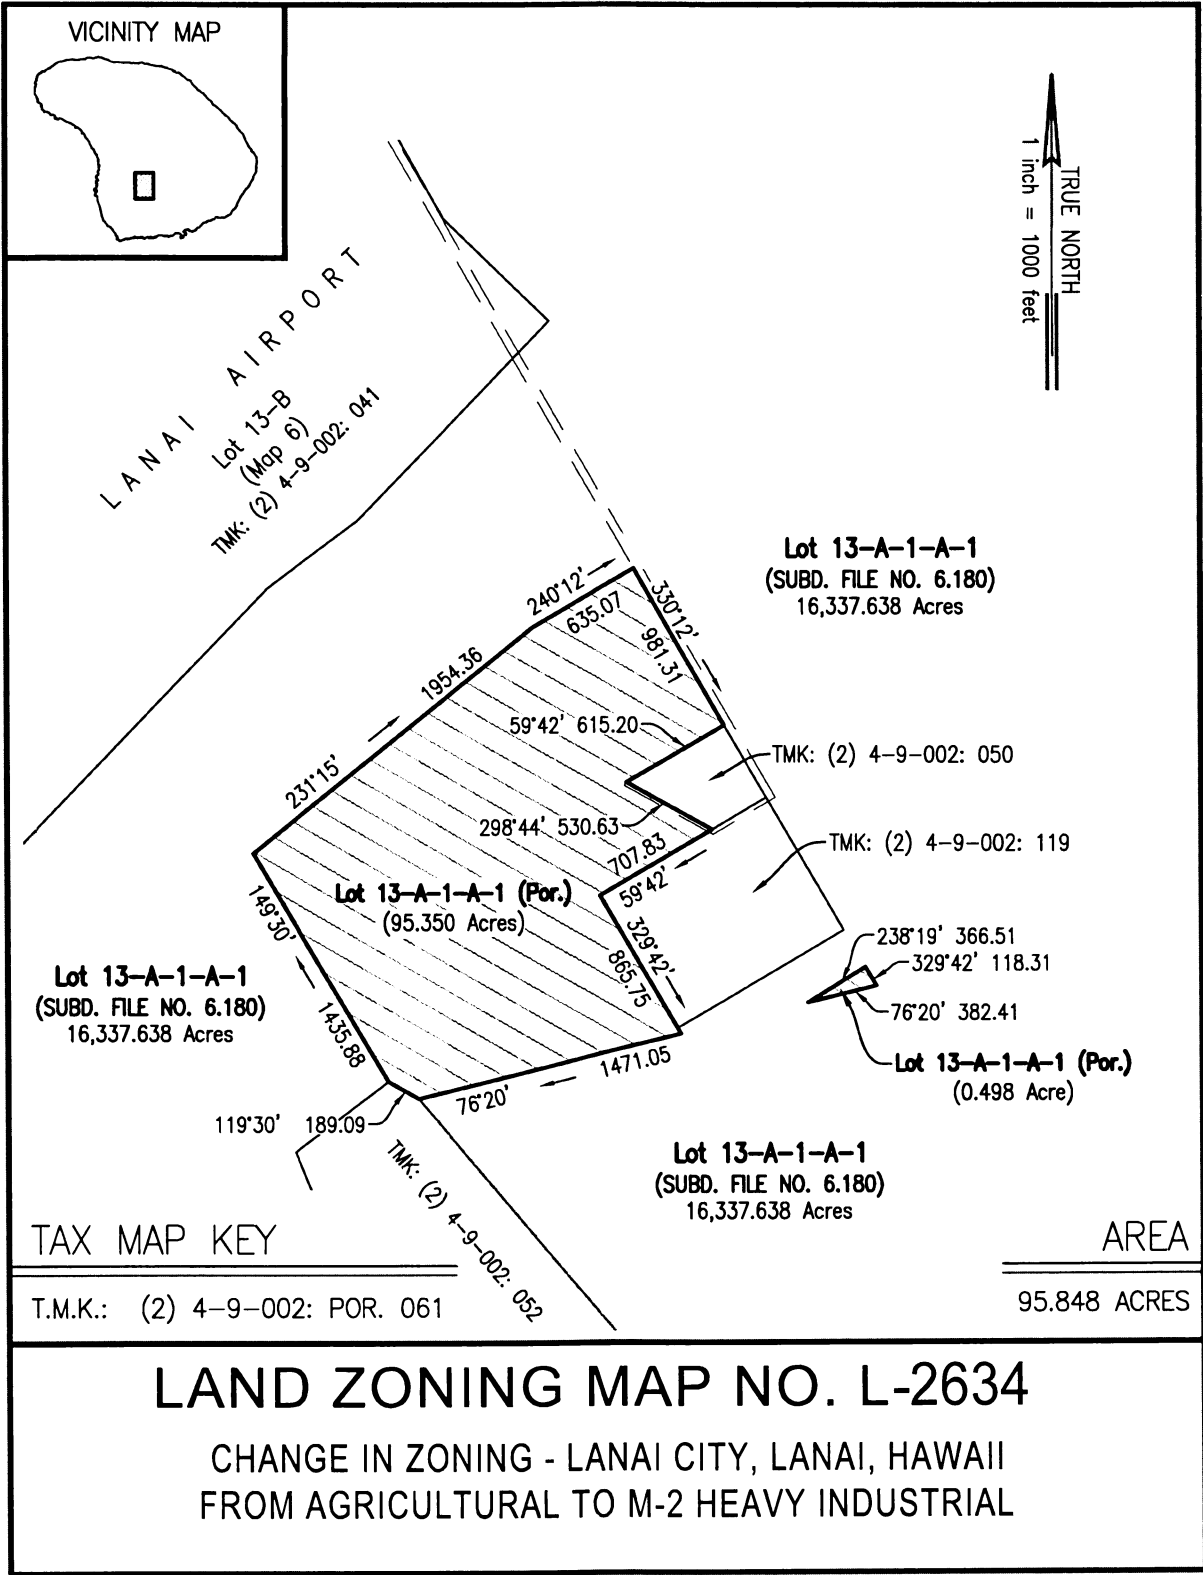 VICINITY MAP
TRUE NORTH
1 inch = 1000 feet
LANAI AIRPORT
Lot 13-B
(Map 6)
TMK: (2) 4-9-002: 041
Lot 13-A-1-A-1
(SUBD. FILE NO. 6.180)
16,337.638 Acres
240°12'
635.07
330°12'
981.31
1954.36
231°15'
59°42' 615.20
TMK: (2) 4-9-002: 050
298°44' 530.63
707.83
59°42'
TMK: (2) 4-9-002: 119
Lot 13-A-1-A-1 (Por.)
(95.350 Acres)
149°30'
1435.88
329°42'
865.75
238°19' 366.51
329°42' 118.31
76°20' 382.41
Lot 13-A-1-A-1 (Por.)
(0.498 Acre)
Lot 13-A-1-A-1
(SUBD. FILE NO. 6.180)
16,337.638 Acres
1471.05
76°20'
119°30' 189.09
TMK: (2) 4-9-002: 052
Lot 13-A-1-A-1
(SUBD. FILE NO. 6.180)
16,337.638 Acres
TAX MAP KEY
T.M.K.: (2) 4-9-002: POR. 061
AREA
95.848 ACRES
LAND ZONING MAP NO. L-2634
CHANGE IN ZONING - LANAI CITY, LANAI, HAWAII
FROM AGRICULTURAL TO M-2 HEAVY INDUSTRIAL